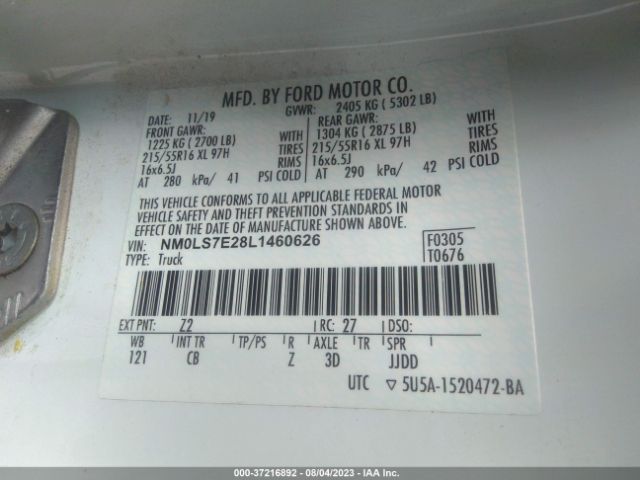 MFD. BY FORD MOTOR CO.
DATE: 11/19 GVWR: 2405 KG ( 5302 LB)
FRONT GAWR: REAR GAWR:
1225 KG ( 2700 LB) WITH 1304 KG ( 2875 LB) WITH
215/55R16 XL 97H TIRES 215/55R16 XL 97H TIRES
16x6.5J RIMS 16x6.5J RIMS
AT 280 kPa/ 41 PSI COLD AT 290 kPa/ 42 PSI COLD
THIS VEHICLE CONFORMS TO ALL APPLICABLE FEDERAL MOTOR
VEHICLE SAFETY AND THEFT PREVENTION STANDARDS IN
EFFECT ON THE DATE OF MANUFACTURE SHOWN ABOVE.
VIN: NM0LS7E28L1460626 F0305
TYPE: Truck T0676
EXT PNT: Z2 RC: 27 DSO:
WB INT TR TP/PS R AXLE TR SPR
121 CB Z 3D JJDD
UTC ▽ 5U5A-1520472-BA
000-37216892 - 08/04/2023 - IAA Inc.